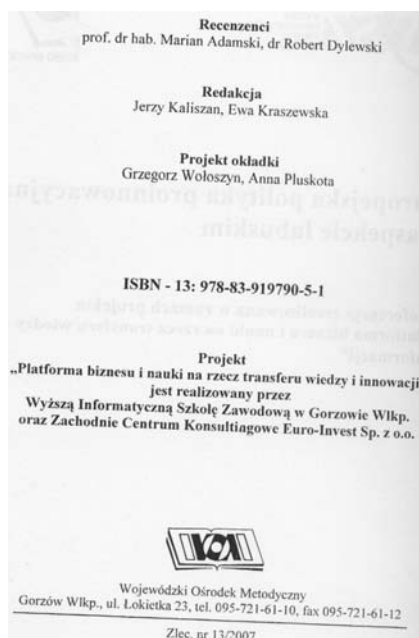 Recenzenci
prof. dr hab. Marian Adamski, dr Robert Dylewski
Redakcja
Jerzy Kaliszan, Ewa Kraszewska
Projekt okładki
Grzegorz Wołoszyn, Anna Pluskota
ISBN - 13: 978-83-919790-5-1
Projekt
„Platforma biznesu i nauki na rzecz transferu wiedzy i innowacji
jest realizowany przez
Wyższą Informatyczną Szkołę Zawodową w Gorzowie Wlkp.
oraz Zachodnie Centrum Konsultingowe Euro-Invest Sp. z o.o.
Wojewódzki Ośrodek Metodyczny
Gorzów Wlkp., ul. Łokietka 23, tel. 095-721-61-10, fax 095-721-61-12
Zlec. nr 13/2007